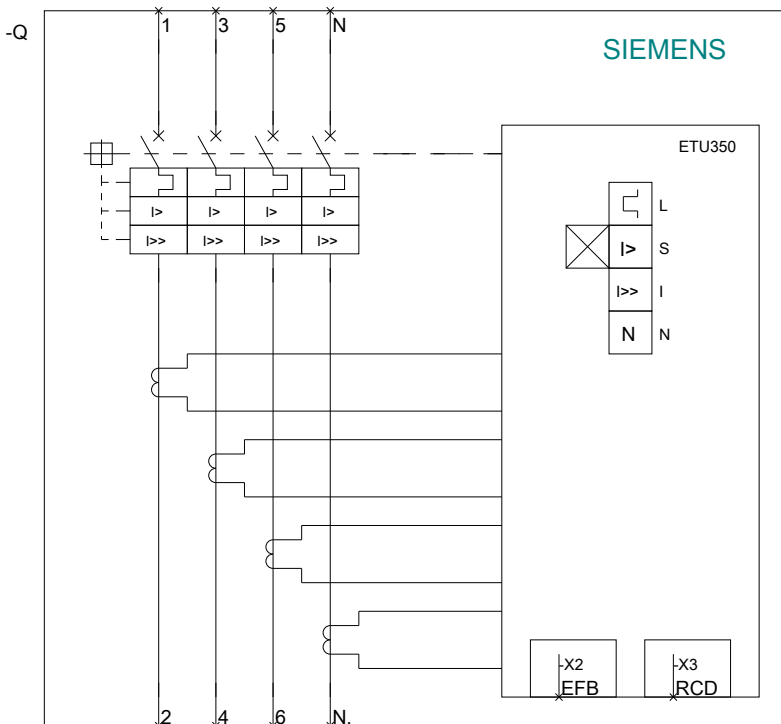 -Q
1 3 5 N
SIEMENS
ETU350
L
I> I> I> I>
I>> I>> I>> I>>
I> S
I>> I
N N
-X2
EFB
-X3
RCD
2 4 6 N.